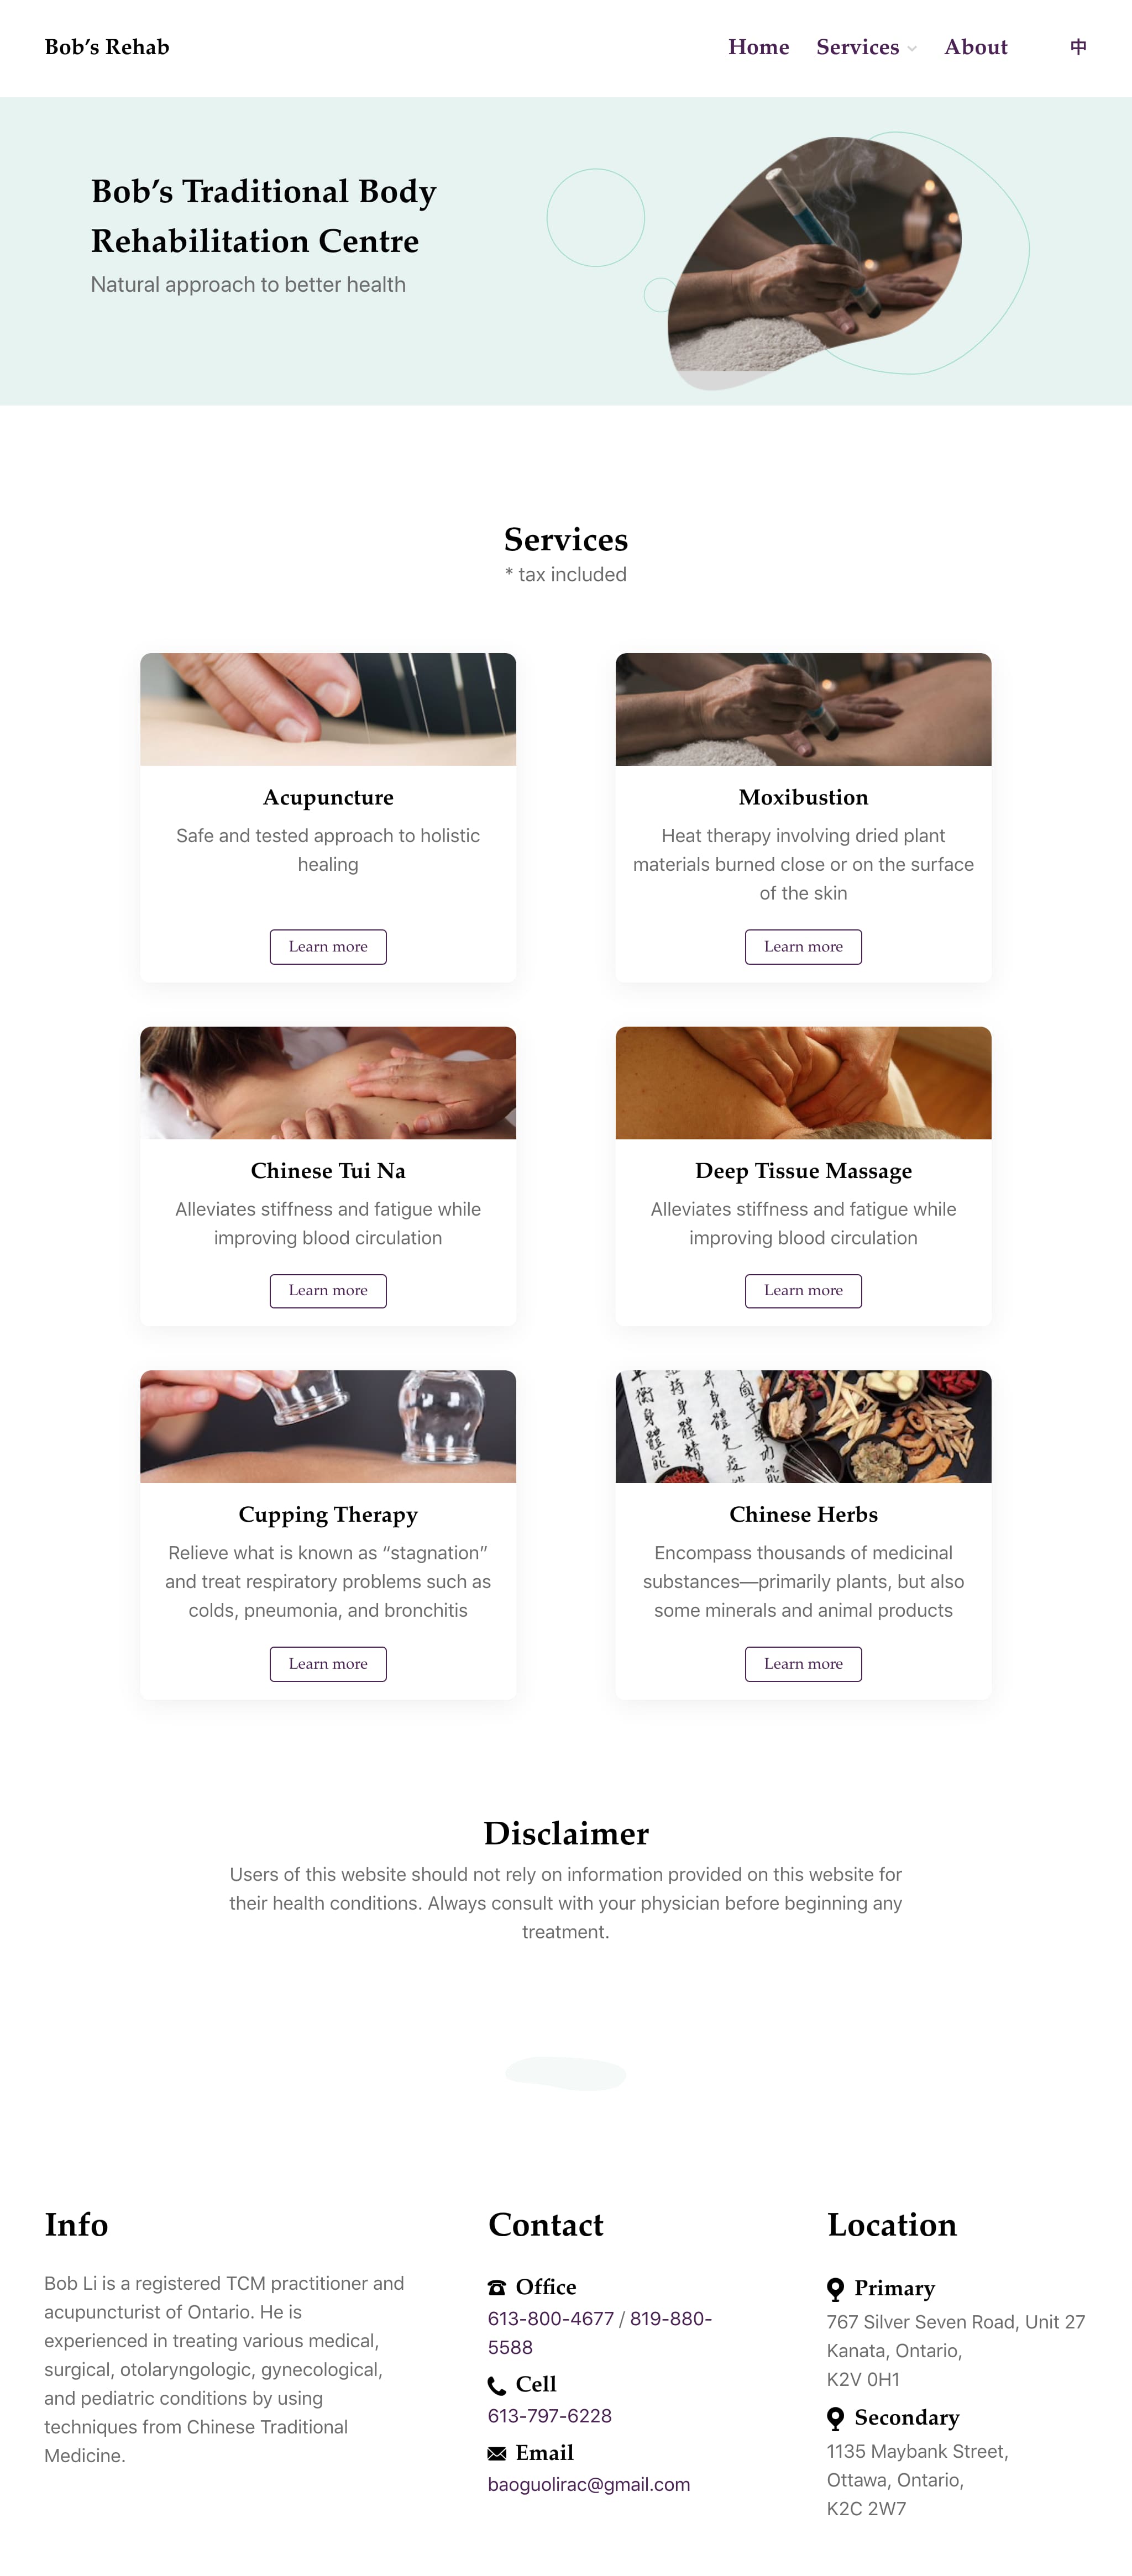 Bob’s Rehab
Home Services About 中
Bob’s Traditional Body
Rehabilitation Centre
Natural approach to better health
Services
* tax included
Acupuncture
Safe and tested approach to holistic
healing
Learn more
Moxibustion
Heat therapy involving dried plant
materials burned close or on the surface
of the skin
Learn more
Chinese Tui Na
Alleviates stiffness and fatigue while
improving blood circulation
Learn more
Deep Tissue Massage
Alleviates stiffness and fatigue while
improving blood circulation
Learn more
Cupping Therapy
Relieve what is known as “stagnation”
and treat respiratory problems such as
colds, pneumonia, and bronchitis
Learn more
Chinese Herbs
Encompass thousands of medicinal
substances—primarily plants, but also
some minerals and animal products
Learn more
Disclaimer
Users of this website should not rely on information provided on this website for
their health conditions. Always consult with your physician before beginning any
treatment.
Info
Bob Li is a registered TCM practitioner and
acupuncturist of Ontario. He is
experienced in treating various medical,
surgical, otolaryngologic, gynecological,
and pediatric conditions by using
techniques from Chinese Traditional
Medicine.
Contact
Office
613-800-4677 / 819-880-
5588
Cell
613-797-6228
Email
baoguolirac@gmail.com
Location
Primary
767 Silver Seven Road, Unit 27
Kanata, Ontario,
K2V 0H1
Secondary
1135 Maybank Street,
Ottawa, Ontario,
K2C 2W7